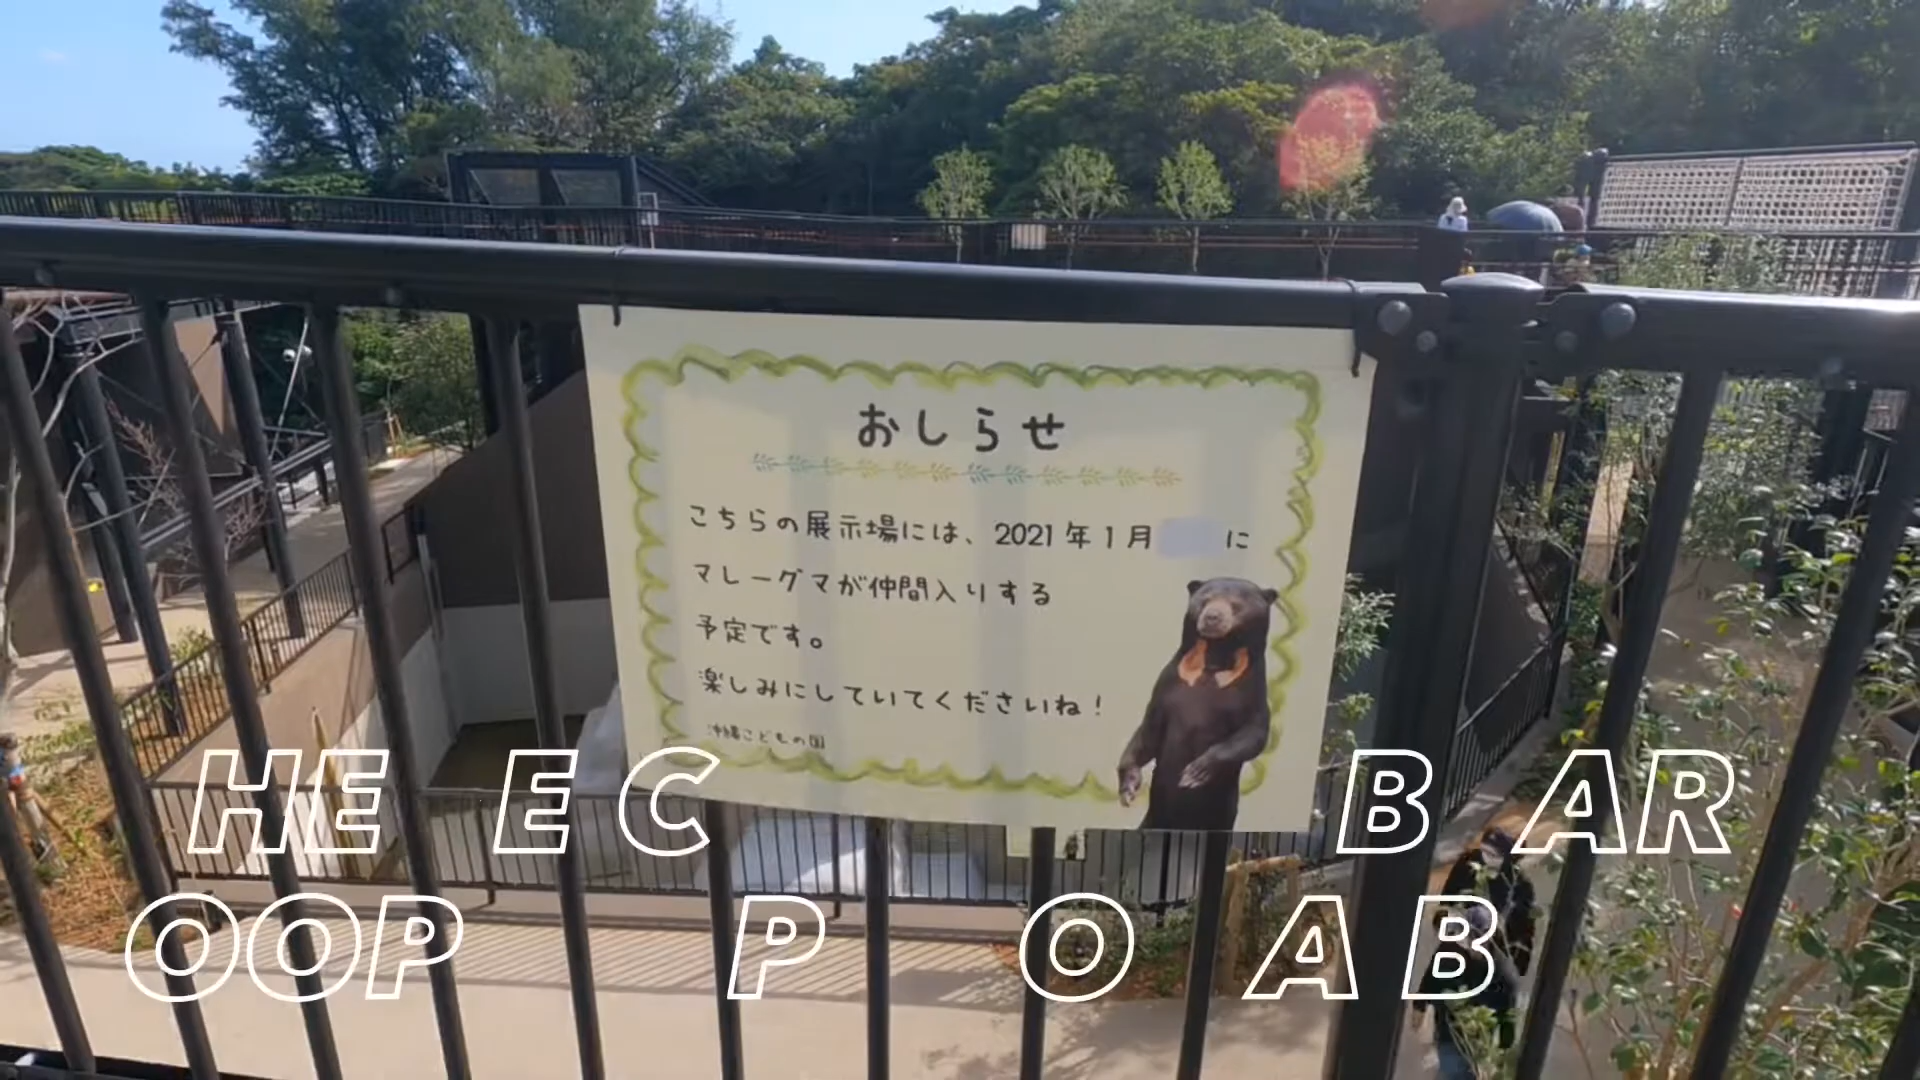 おしらせ
こちらの展示場には、2021年1月 に
マレーグマが仲間入りする
予定です。
楽しみにしていてくださいね!
沖縄こどもの国
HE E C B AR
OOP P O A B